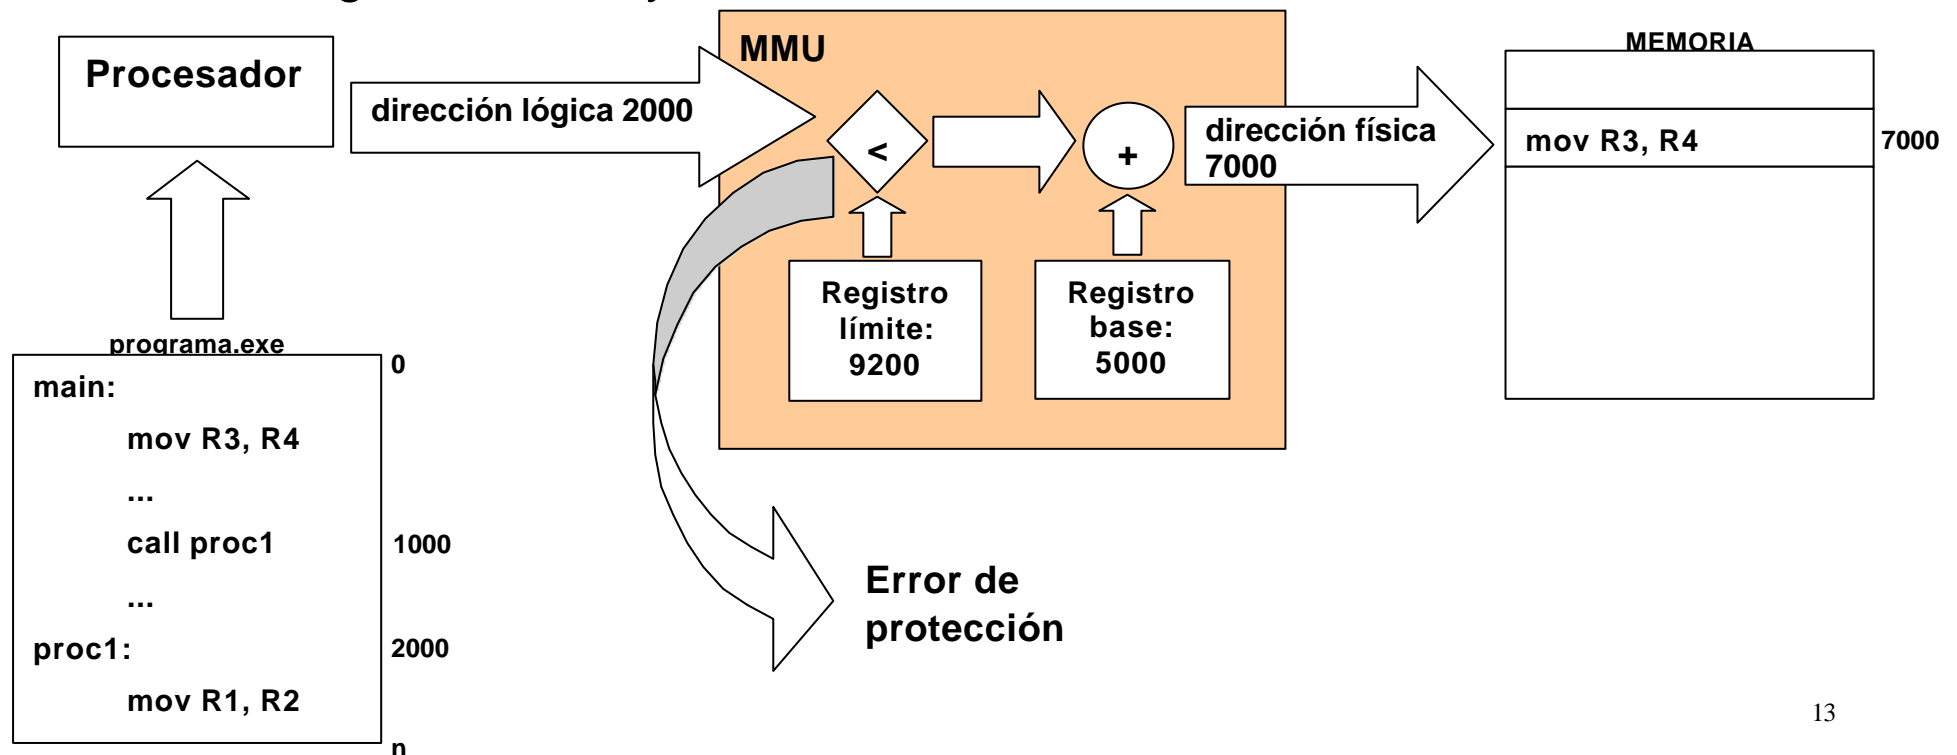 Procesador
dirección lógica 2000
MMU
<
+
dirección física
7000
MEMORIA
mov R3, R4
7000
Registro
límite:
9200
Registro
base:
5000
programa.exe
0
main:
mov R3, R4
...
call proc1
1000
...
proc1:
2000
mov R1, R2
n
Error de
protección
13